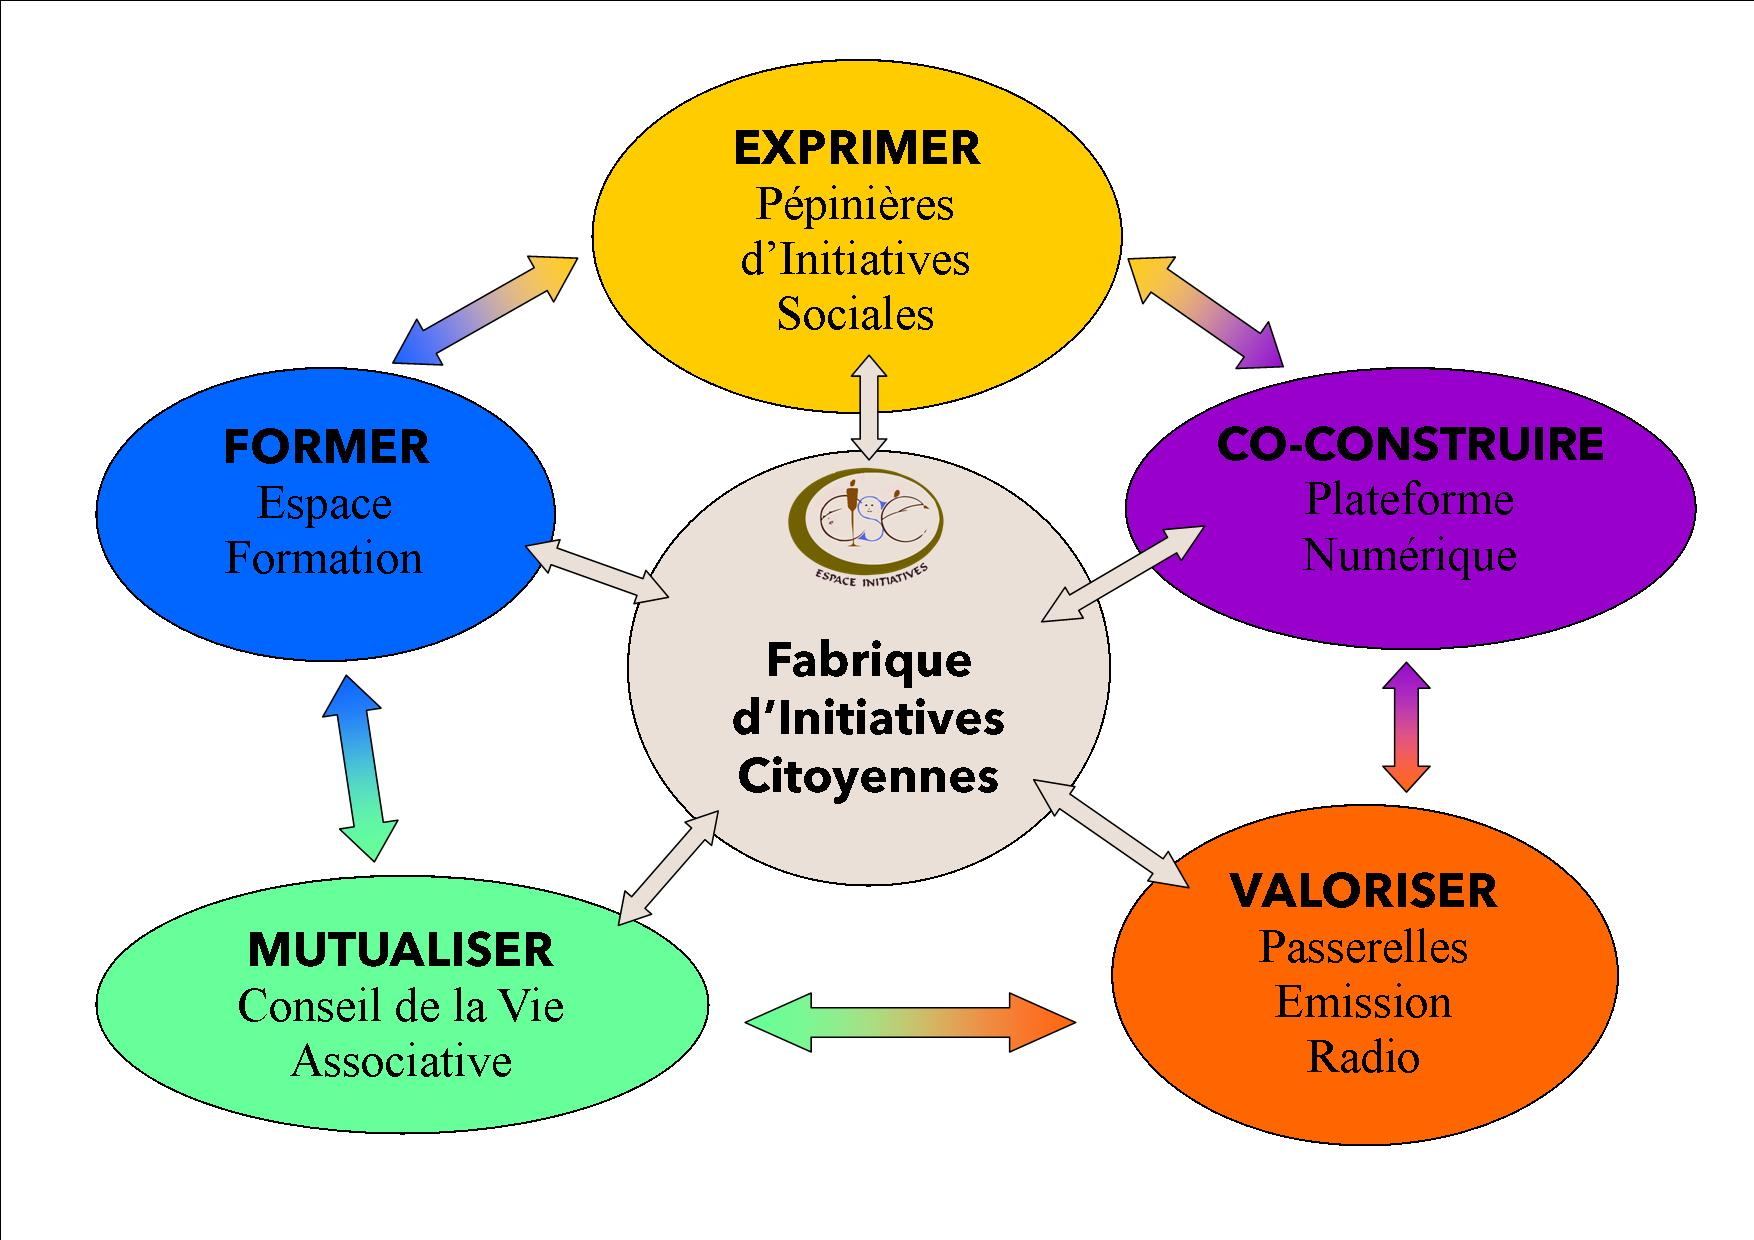 EXPRIMER
Pépinières
d’Initiatives
Sociales
FORMER
Espace
Formation
CO-CONSTRUIRE
Plateforme
Numérique
ESPACE INITIATIVES
Fabrique
d’Initiatives
Citoyennes
MUTUALISER
Conseil de la Vie
Associative
VALORISER
Passerelles
Emission
Radio